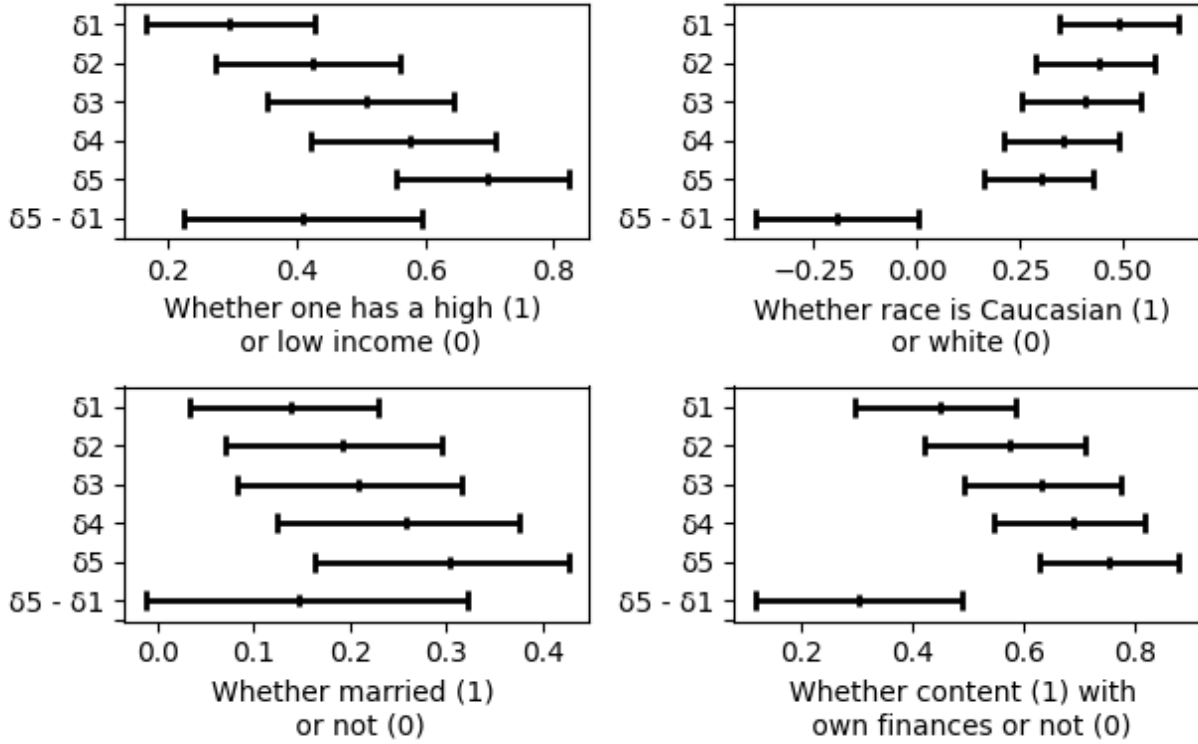 δ1
δ2
δ3
δ4
δ5
δ5 - δ1
0.2 0.4 0.6 0.8
Whether one has a high (1)
or low income (0)
δ1
δ2
δ3
δ4
δ5
δ5 - δ1
−0.25 0.00 0.25 0.50
Whether race is Caucasian (1)
or white (0)
δ1
δ2
δ3
δ4
δ5
δ5 - δ1
0.0 0.1 0.2 0.3 0.4
Whether married (1)
or not (0)
δ1
δ2
δ3
δ4
δ5
δ5 - δ1
0.2 0.4 0.6 0.8
Whether content (1) with
own finances or not (0)